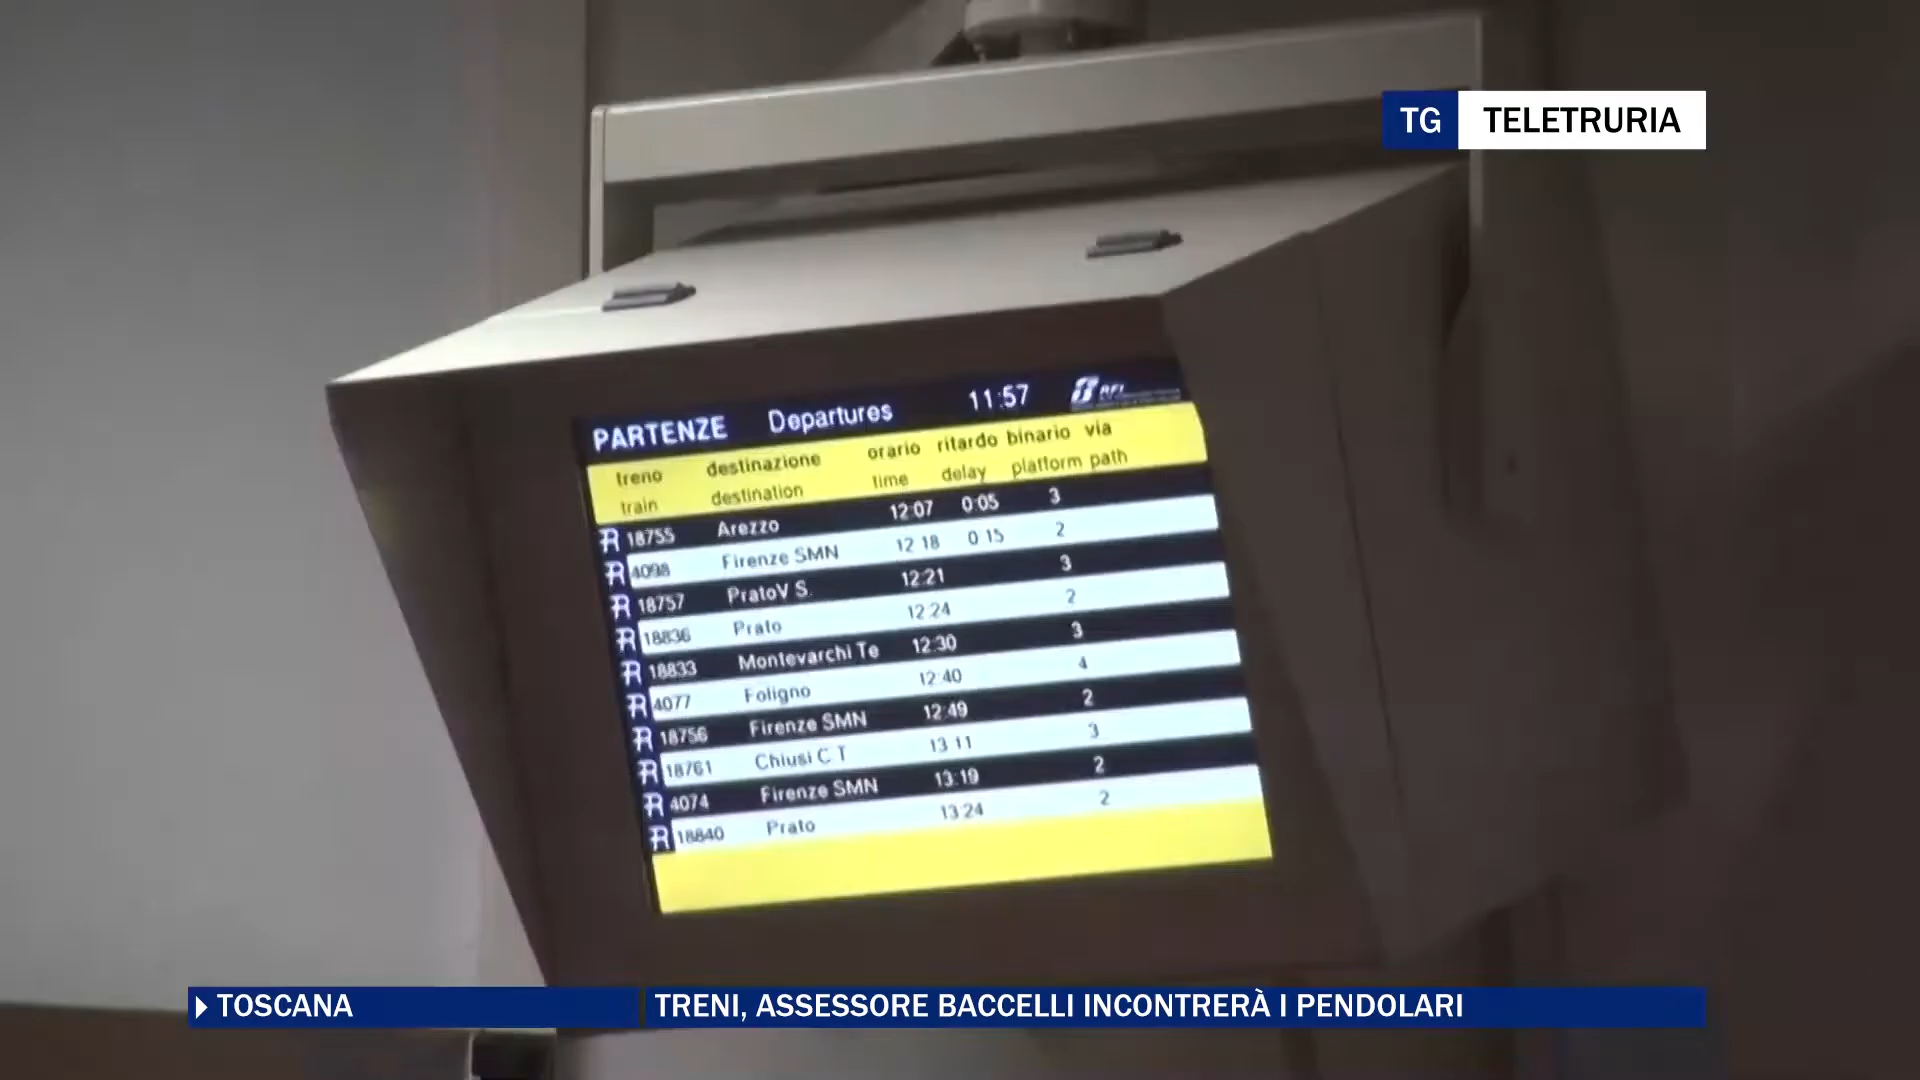 TG TELETRURIA
PARTENZE Departures 11:57 RFI
treno destinazione orario ritardo binario via
train destination time delay platform path
R 18755 Arezzo 12:07 0:05 3
R 4098 Firenze SMN 12:18 0:15 2
R 18757 PratoV S. 12:21 3
R 18836 Prato 12:24 2
R 18833 Montevarchi Te 12:30 3
R 4077 Foligno 12:40 4
R 18756 Firenze SMN 12:49 2
R 18761 Chiusi C T 13:11 3
R 4074 Firenze SMN 13:19 2
R 18840 Prato 13:24 2
TOSCANA TRENI, ASSESSORE BACCELLI INCONTRERÀ I PENDOLARI